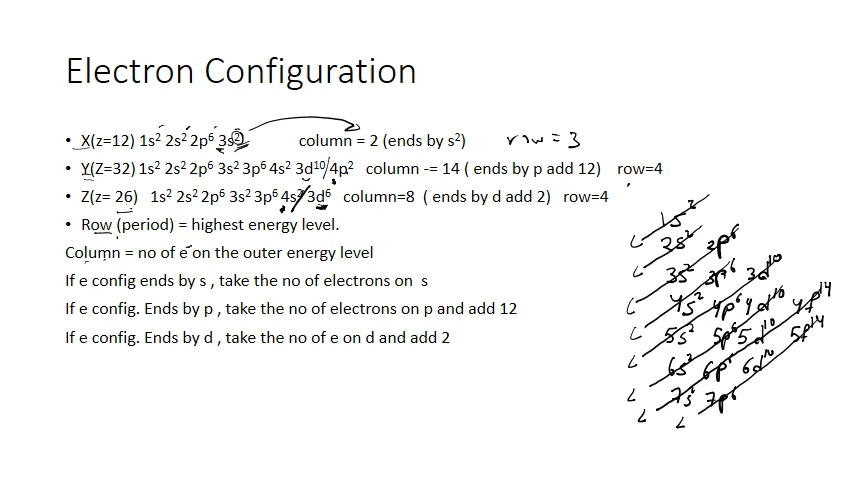 Electron Configuration
• X(z=12) 1s² 2s² 2p⁶ 3s² column = 2 (ends by s²) row = 3
• Y(Z=32) 1s² 2s² 2p⁶ 3s² 3p⁶ 4s² 3d¹⁰/4p² column -= 14 ( ends by p add 12) row=4
• Z(z= 26) 1s² 2s² 2p⁶ 3s² 3p⁶ 4s² 3d⁶ column=8 ( ends by d add 2) row=4
• Row (period) = highest energy level.
Column = no of e on the outer energy level
If e config ends by s , take the no of electrons on s
If e config. Ends by p , take the no of electrons on p and add 12
If e config. Ends by d , take the no of e on d and add 2
1s²
3s² 2p⁶
3s² 3p⁶ 3d¹⁰
4s² 4p⁶ 4d¹⁰ 4f¹⁴
5s² 5p⁶ 5d¹⁰ 5f¹⁴
6s² 6p⁶ 6d¹⁰
7s² 7p⁶